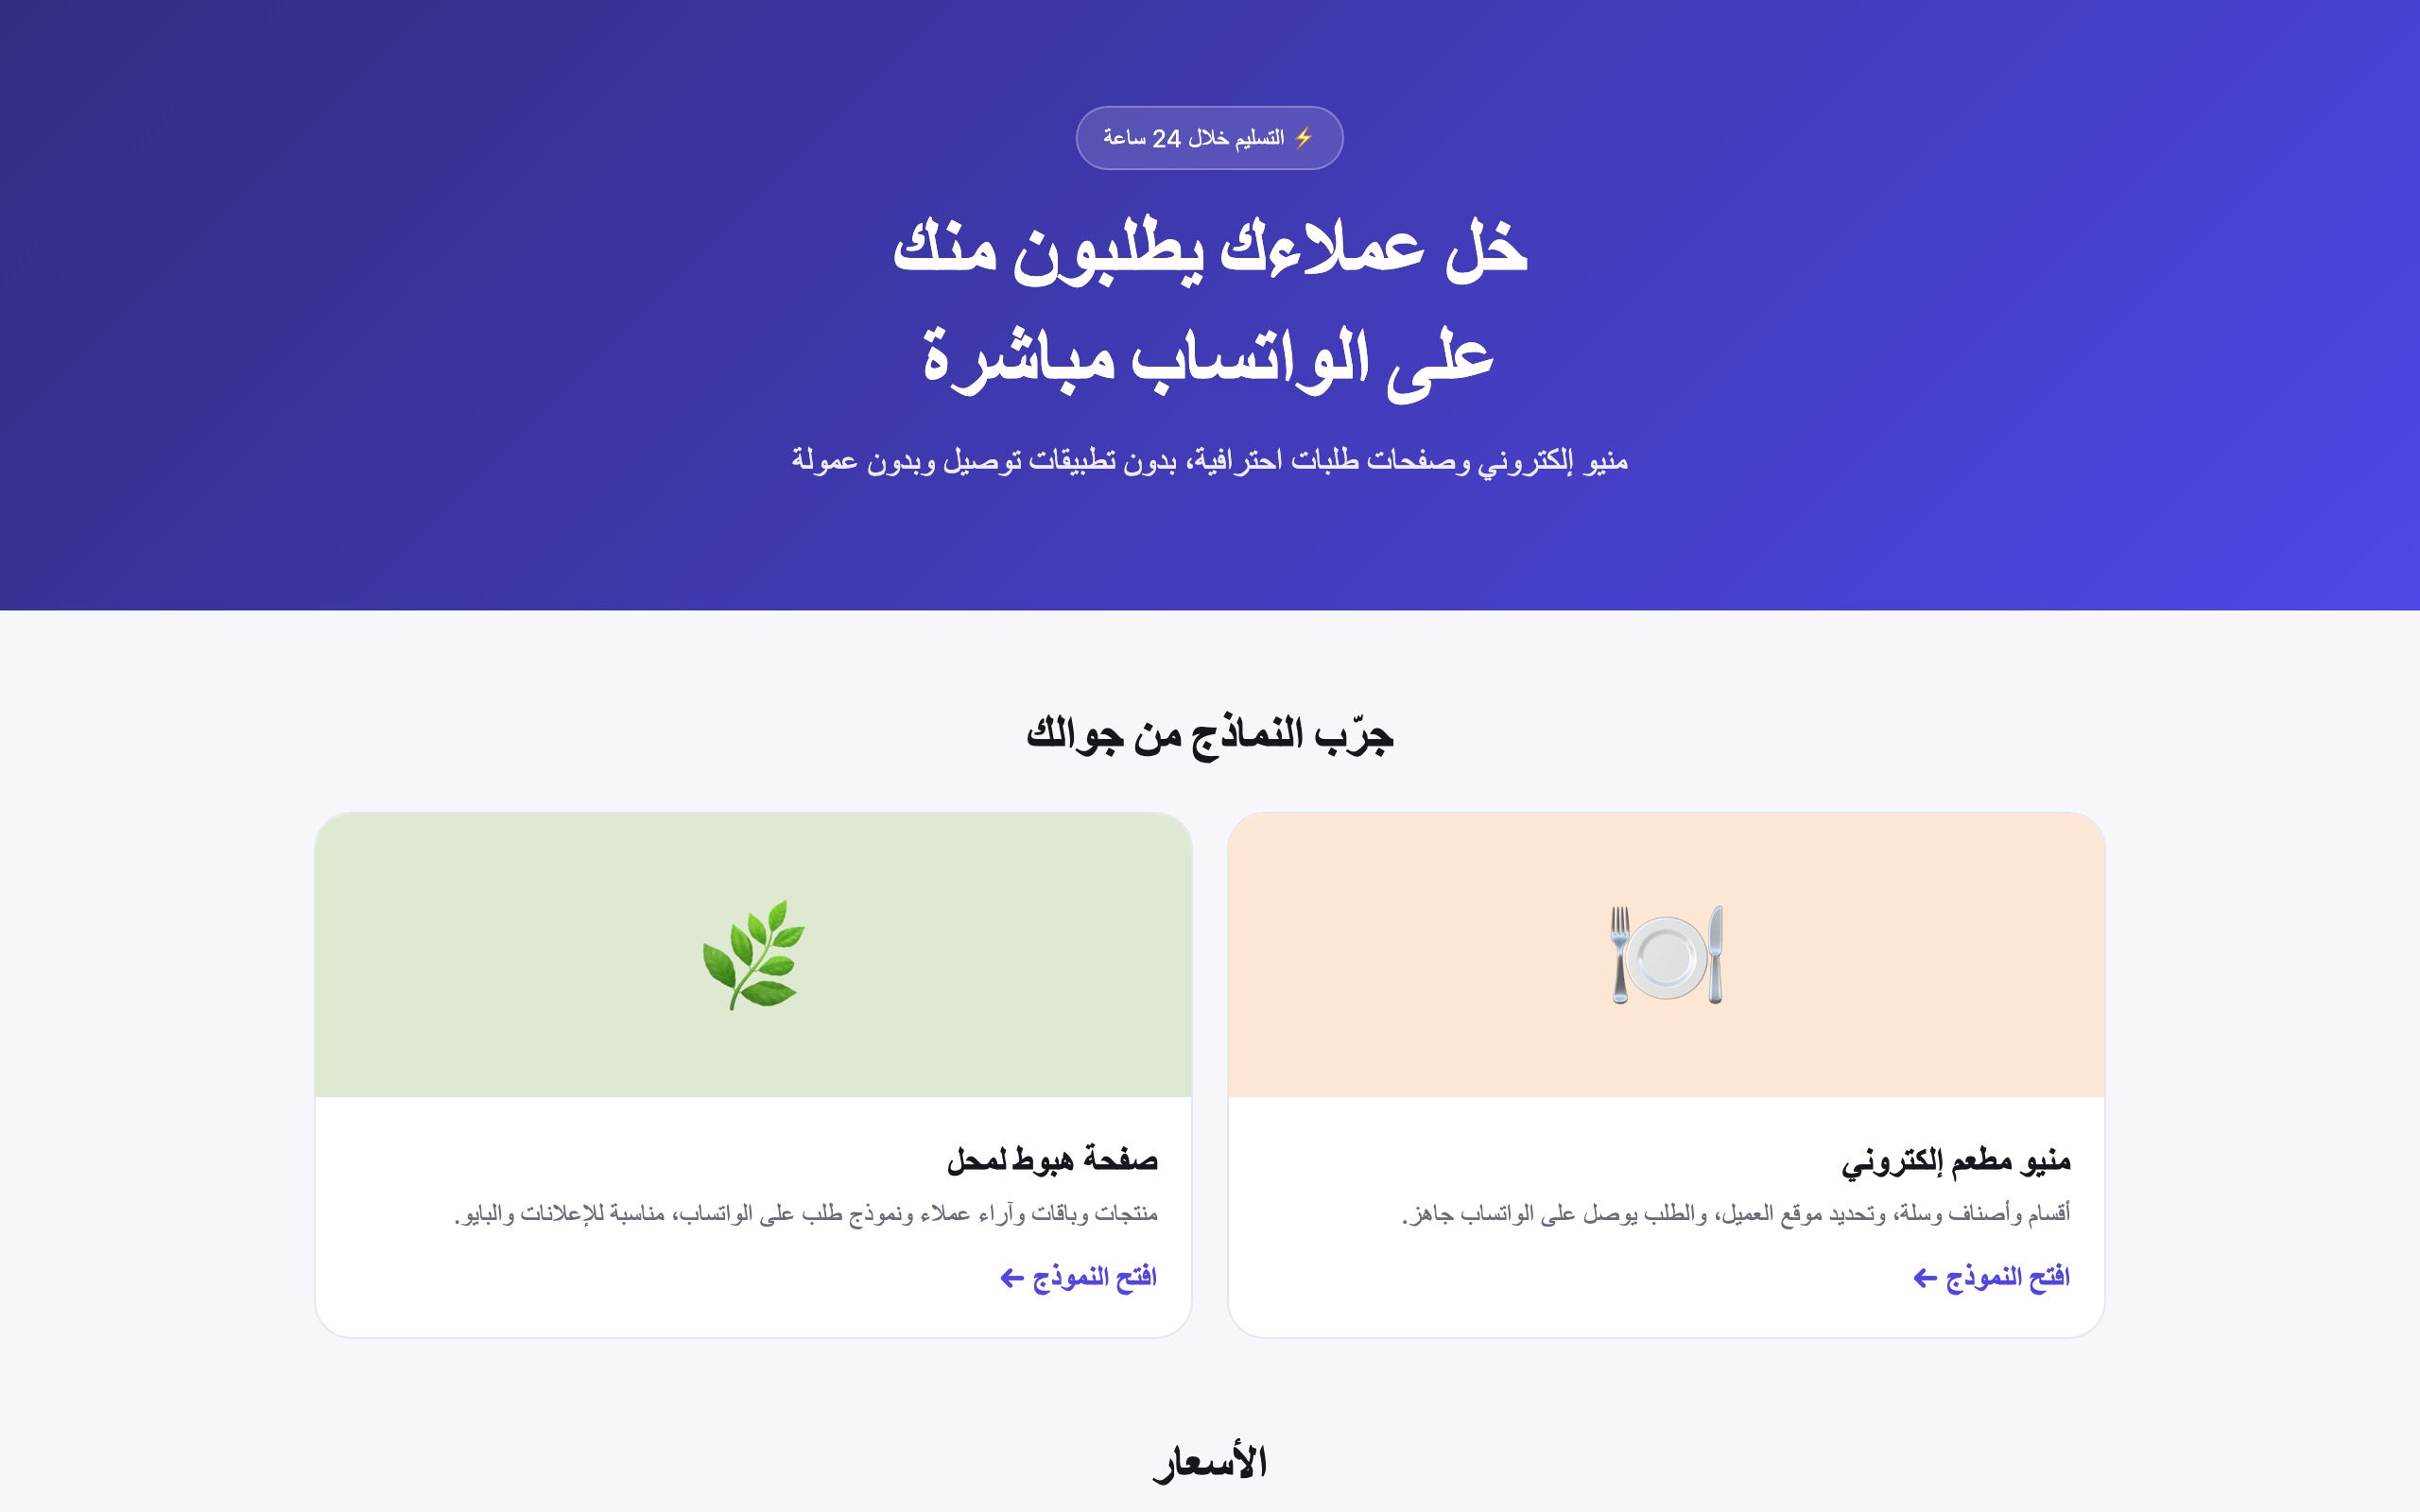 ⚡ التسليم خلال 24 ساعة
خل عملاءك يطلبون منك
على الواتساب مباشرة
منيو إلكتروني وصفحات طلبات احترافية، بدون تطبيقات توصيل وبدون عمولة
جرّب النماذج من جوالك
منيو مطعم إلكتروني
أقسام وأصناف وسلة، وتحديد موقع العميل، والطلب يوصل على الواتساب جاهز.
افتح النموذج ←
صفحة هبوط لمحل
منتجات وباقات وآراء عملاء ونموذج طلب على الواتساب، مناسبة للإعلانات والبايو.
افتح النموذج ←
الأسعار